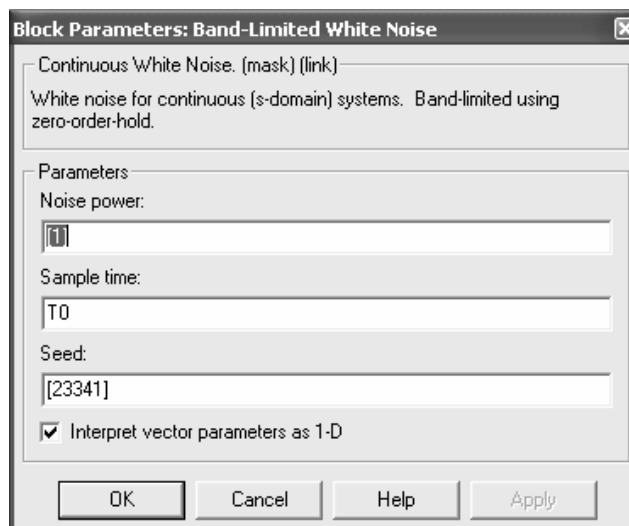 Block Parameters: Band-Limited White Noise
Continuous White Noise. (mask) (link)
White noise for continuous (s-domain) systems. Band-limited using
zero-order-hold.
Parameters
Noise power:
[1]
Sample time:
T0
Seed:
[23341]
Interpret vector parameters as 1-D
OK Cancel Help Apply